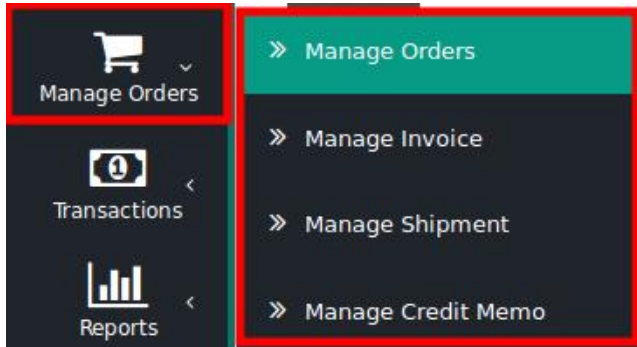 Manage Orders
Transactions
Reports
Manage Orders
Manage Invoice
Manage Shipment
Manage Credit Memo